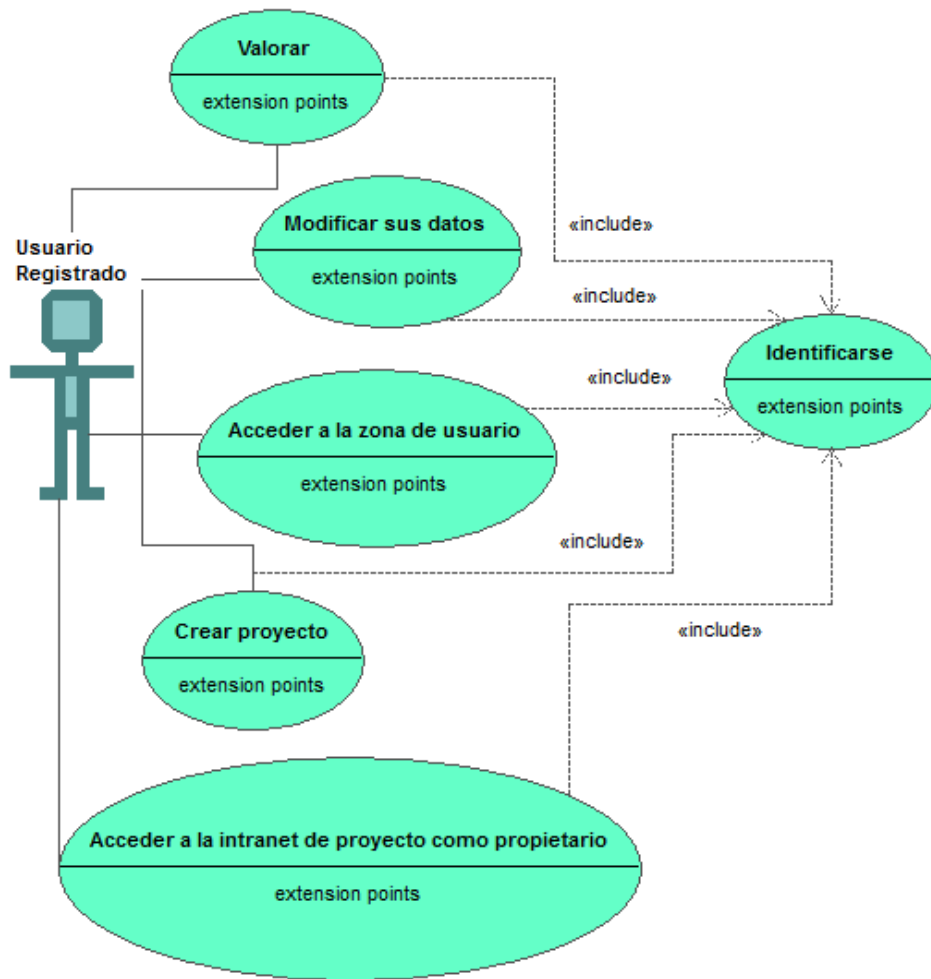 Valorar
extension points
Modificar sus datos
extension points
«include»
Usuario
Registrado
«include»
Identificarse
extension points
«include»
Acceder a la zona de usuario
extension points
«include»
Crear proyecto
extension points
«include»
Acceder a la intranet de proyecto como propietario
extension points